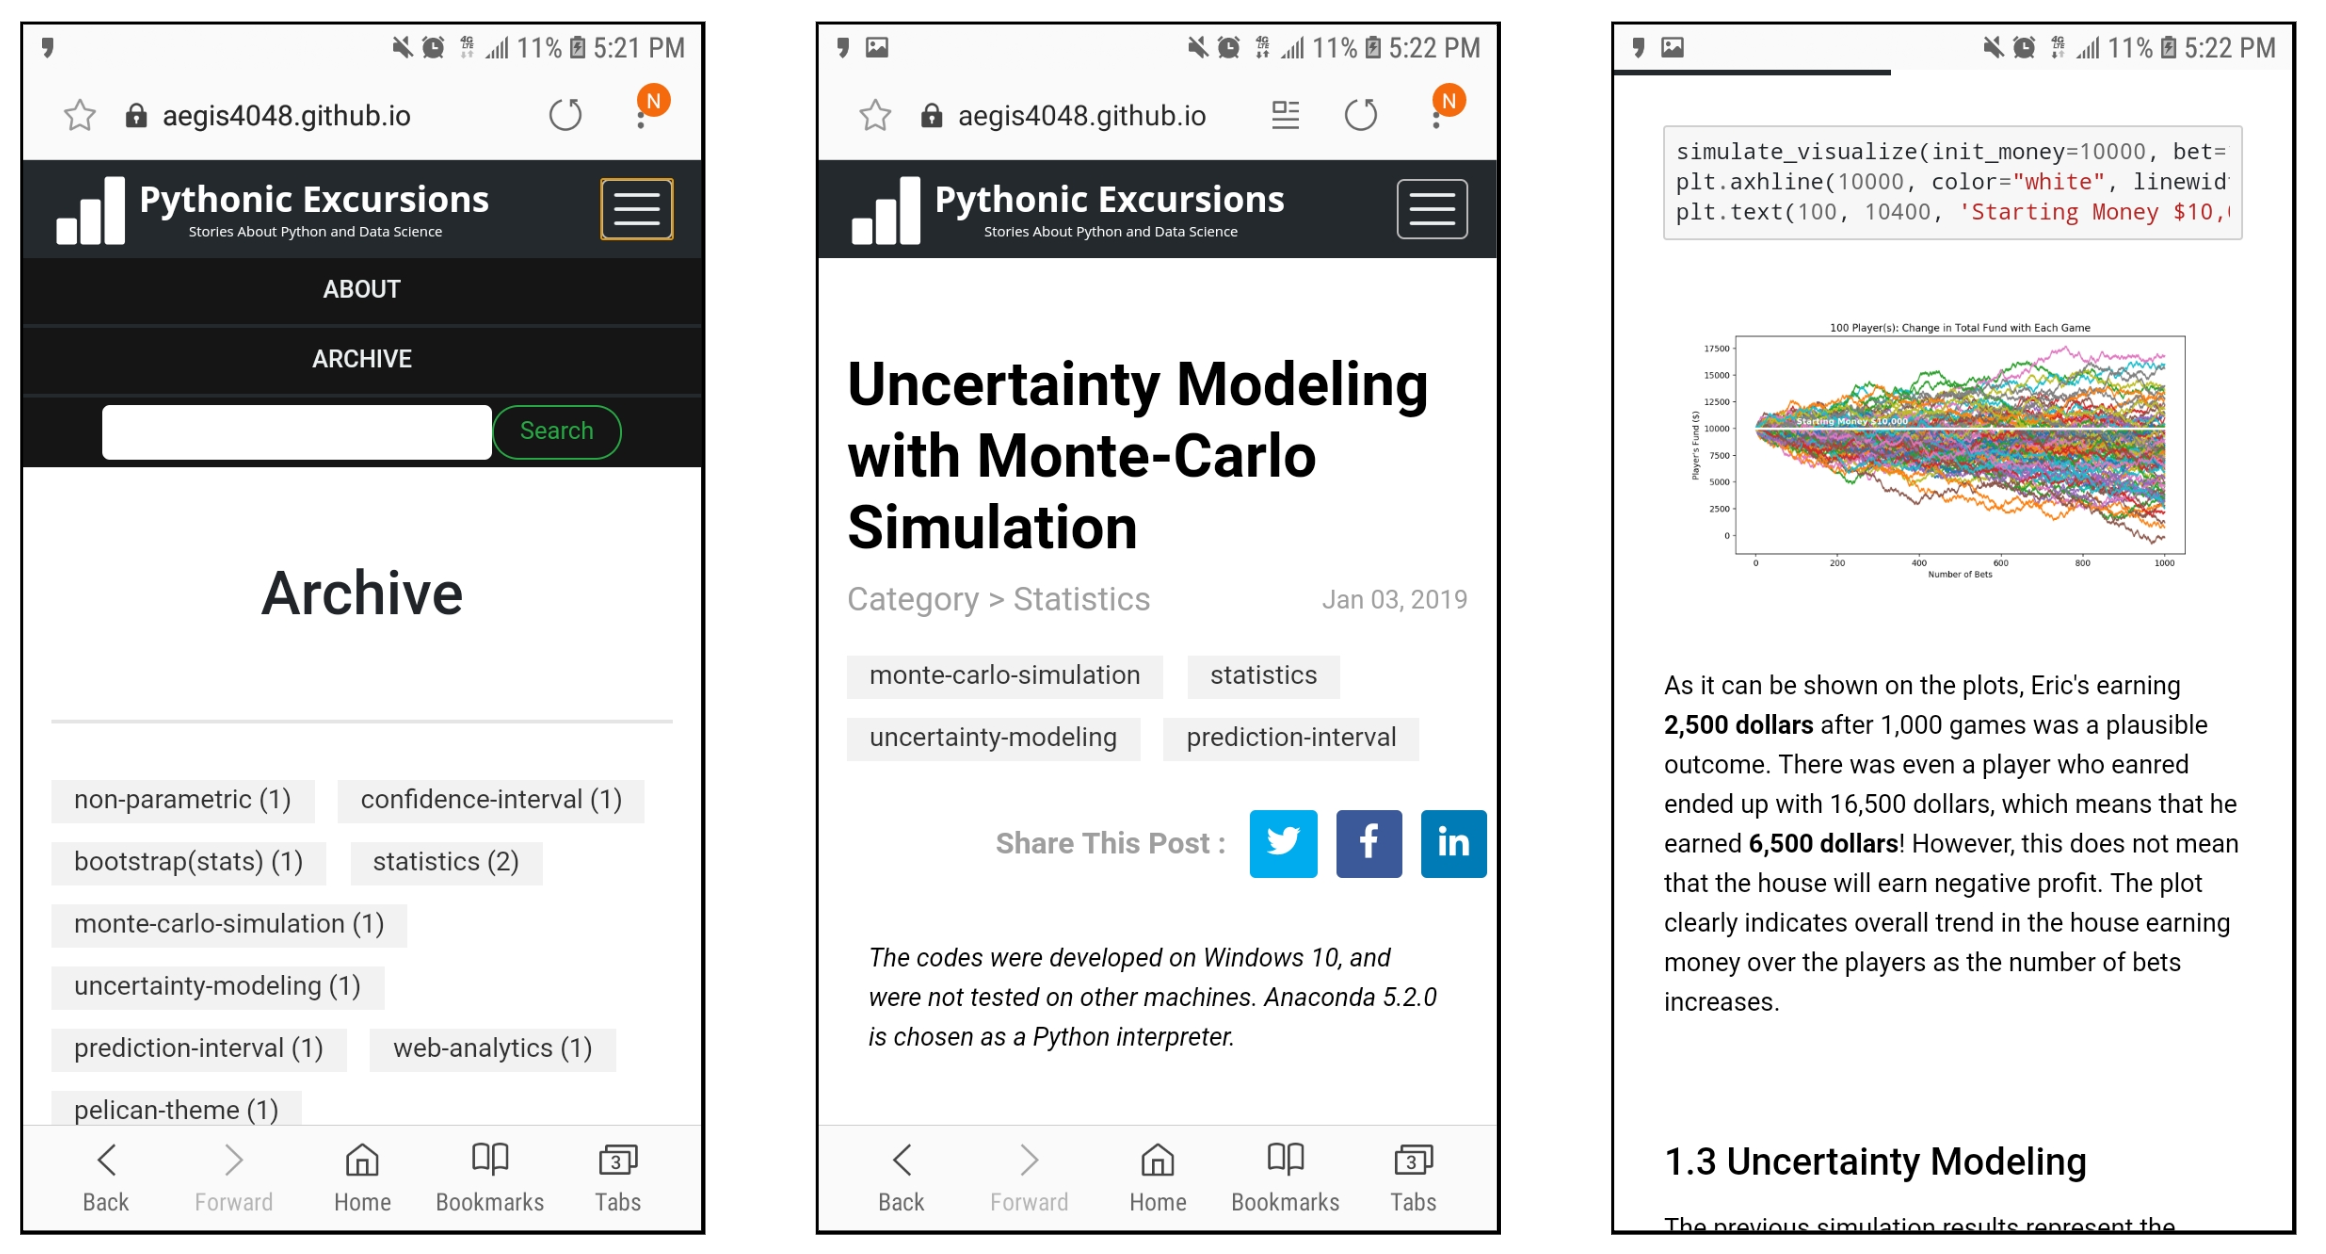 11% 5:21 PM
aegis4048.github.io
N
Pythonic Excursions
Stories About Python and Data Science
ABOUT
ARCHIVE
Search
Archive
non-parametric (1) confidence-interval (1)
bootstrap(stats) (1) statistics (2)
monte-carlo-simulation (1)
uncertainty-modeling (1)
prediction-interval (1) web-analytics (1)
pelican-theme (1)
3
Back Forward Home Bookmarks Tabs
4G LTE 11% 5:22 PM
aegis4048.github.io
N
Pythonic Excursions
Stories About Python and Data Science
Uncertainty Modeling
with Monte-Carlo
Simulation
Category > Statistics Jan 03, 2019
monte-carlo-simulation statistics
uncertainty-modeling prediction-interval
Share This Post : f in
The codes were developed on Windows 10, and
were not tested on other machines. Anaconda 5.2.0
is chosen as a Python interpreter.
3
Back Forward Home Bookmarks Tabs
4G LTE 11% 5:22 PM
simulate_visualize(init_money=10000, bet=
plt.axhline(10000, color="white", linewid
plt.text(100, 10400, 'Starting Money $10,
100 Player(s): Change in Total Fund with Each Game
17500
15000
12500
10000
7500
5000
2500
0
Player's Fund ($)
Starting Money $10,000
0 200 400 600 800 1000
Number of Bets
As it can be shown on the plots, Eric's earning
2,500 dollars after 1,000 games was a plausible
outcome. There was even a player who eanred
ended up with 16,500 dollars, which means that he
earned 6,500 dollars! However, this does not mean
that the house will earn negative profit. The plot
clearly indicates overall trend in the house earning
money over the players as the number of bets
increases.
1.3 Uncertainty Modeling
The previous simulation results represent the